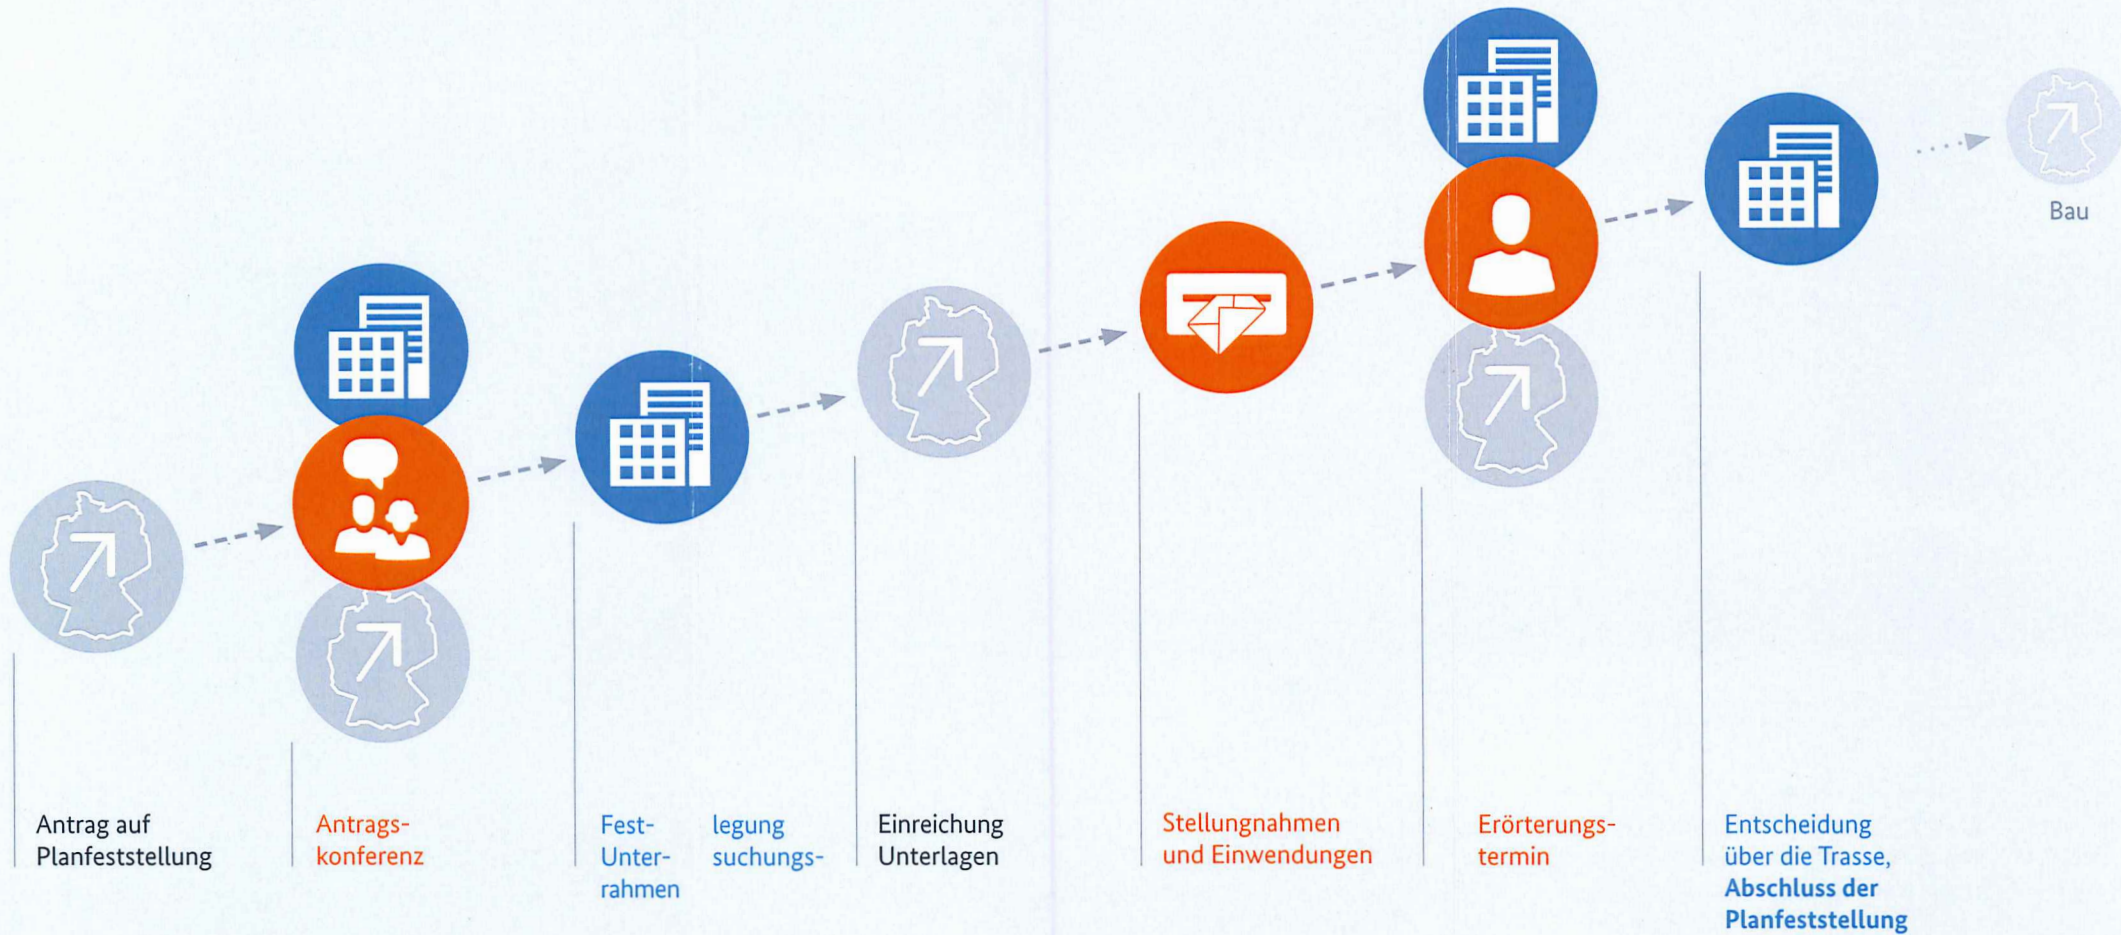 Bau
Antrag auf
Planfeststellung
Antrags-
konferenz
Fest- legung
Unter- suchungs-
rahmen
Einreichung
Unterlagen
Stellungnahmen
und Einwendungen
Erörterungs-
termin
Entscheidung
über die Trasse,
Abschluss der
Planfeststellung